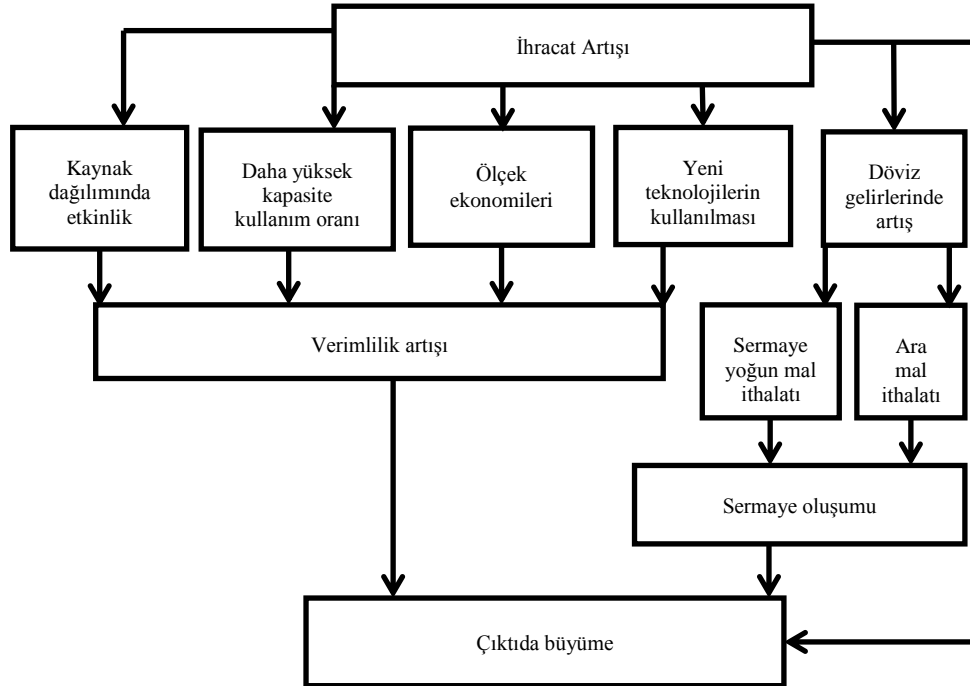 İhracat Artışı
Kaynak
dağılımında
etkinlik
Daha yüksek
kapasite
kullanım oranı
Ölçek
ekonomileri
Yeni
teknolojilerin
kullanılması
Döviz
gelirlerinde
artış
Verimlilik artışı
Sermaye
yoğun mal
ithalatı
Ara
mal
ithalatı
Sermaye oluşumu
Çıktıda büyüme